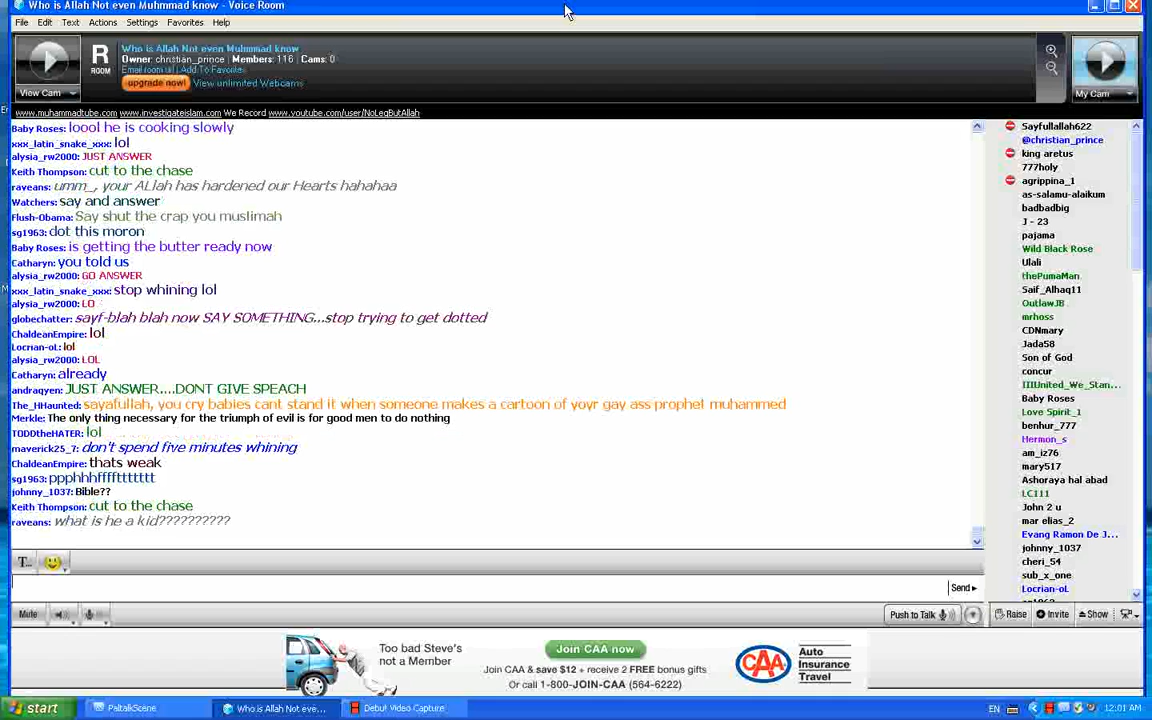 Who is Allah Not even Muhmmad know - Voice Room
File Edit Text Actions Settings Favorites Help
R
ROOM
Who is Allah Not even Muhmmad know
Owner: christian_prince | Members: 116 | Cams: 0
Email room url | Add To Favorites
upgrade now! View unlimited Webcams
View Cam
My Cam
www.muhammadtube.com www.investigateislam.com We Record www.youtube.com/user/NoLegButAllah
Baby Roses: loool he is cooking slowly
xxx_latin_snake_xxx: lol
alysia_rw2000: JUST ANSWER
Keith Thompson: cut to the chase
raveans: umm_, your ALlah has hardened our Hearts hahahaa
Watchers: say and answer
Flush-Obama: Say shut the crap you muslimah
sg1963: dot this moron
Baby Roses: is getting the butter ready now
Catharyn: you told us
alysia_rw2000: GO ANSWER
xxx_latin_snake_xxx: stop whining lol
alysia_rw2000: LO
globechatter: sayf-blah blah now SAY SOMETHING...stop trying to get dotted
ChaldeanEmpire: lol
Locrian-oL: lol
alysia_rw2000: LOL
Catharyn: already
andraqyen: JUST ANSWER....DONT GIVE SPEACH
The_HHaunted: sayafullah, you cry babies cant stand it when someone makes a cartoon of yoyr gay ass prophet muhammed
Merkle: The only thing necessary for the triumph of evil is for good men to do nothing
TODDtheHATER: lol
maverick25_7: don't spend five minutes whining
ChaldeanEmpire: thats weak
sg1963: ppphhhfffftttttttt
johnny_1037: Bible??
Keith Thompson: cut to the chase
raveans: what is he a kid??????????
Sayfullallah622
@christian_prince
king aretus
777holy
agrippina_1
as-salamu-alaikum
badbadbig
J - 23
pajama
Wild Black Rose
Ulali
thePumaMan
Saif_Alhaq11
OutlawJB
mrhoss
CDNmary
Jada58
Son of God
concur
IIIUnited_We_Stan...
Baby Roses
Love Spirit_1
benhur_777
Hermon_s
am_iz76
mary517
Ashoraya hal abad
LCI11
John 2 u
mar elias_2
Evang Ramon De J...
johnny_1037
cheri_54
sub_x_one
Locrian-oL
T...
Send
Mute
Push to Talk
Raise Invite Show
Too bad Steve's
not a Member
Join CAA now
Join CAA & save $12 + receive 2 FREE bonus gifts
Or call 1-800-JOIN-CAA (564-6222)
CAA
Auto
Insurance
Travel
start
PaltalkScene
Who is Allah Not eve...
Debut Video Capture
EN
12:01 AM